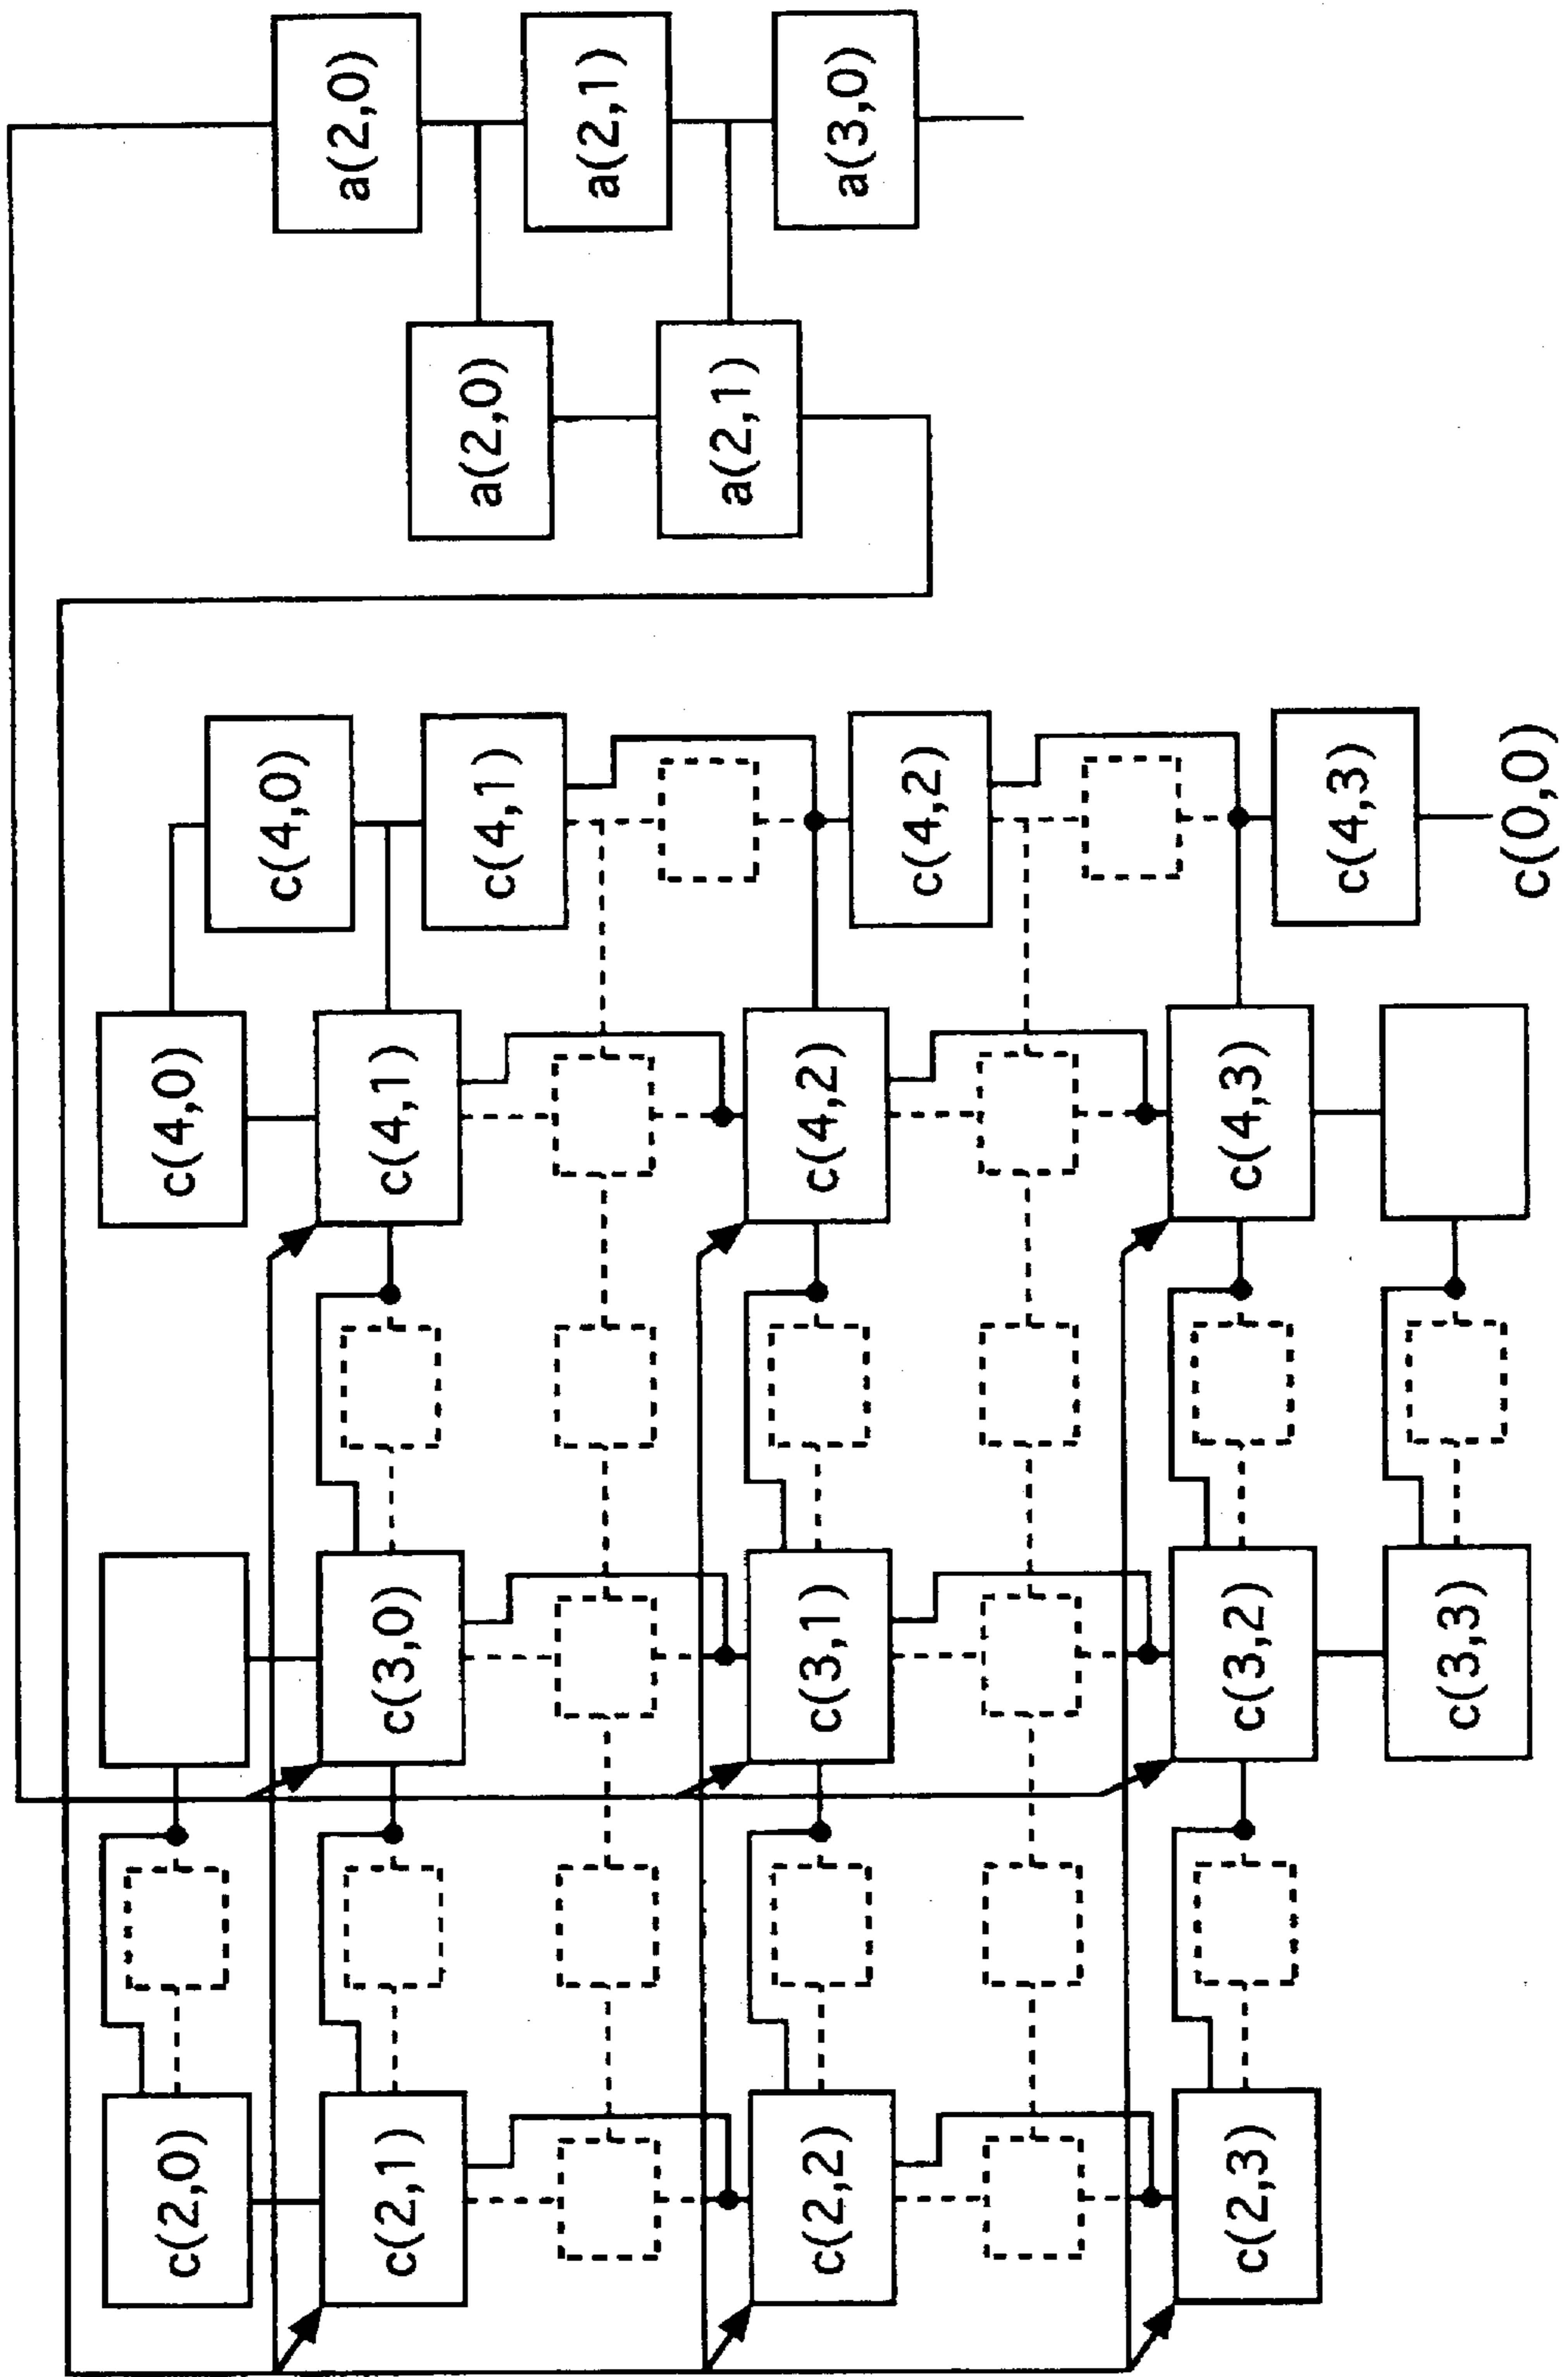 c(2,0)
c(4,0)
c(4,0)
a(2,0)
c(2,1)
c(3,0)
c(4,1)
c(4,1)
a(2,0)
a(2,1)
a(2,1)
c(2,2)
c(3,1)
c(4,2)
a(3,0)
c(4,2)
c(2,3)
c(3,2)
c(4,3)
c(4,3)
c(3,3)
c(0,0)